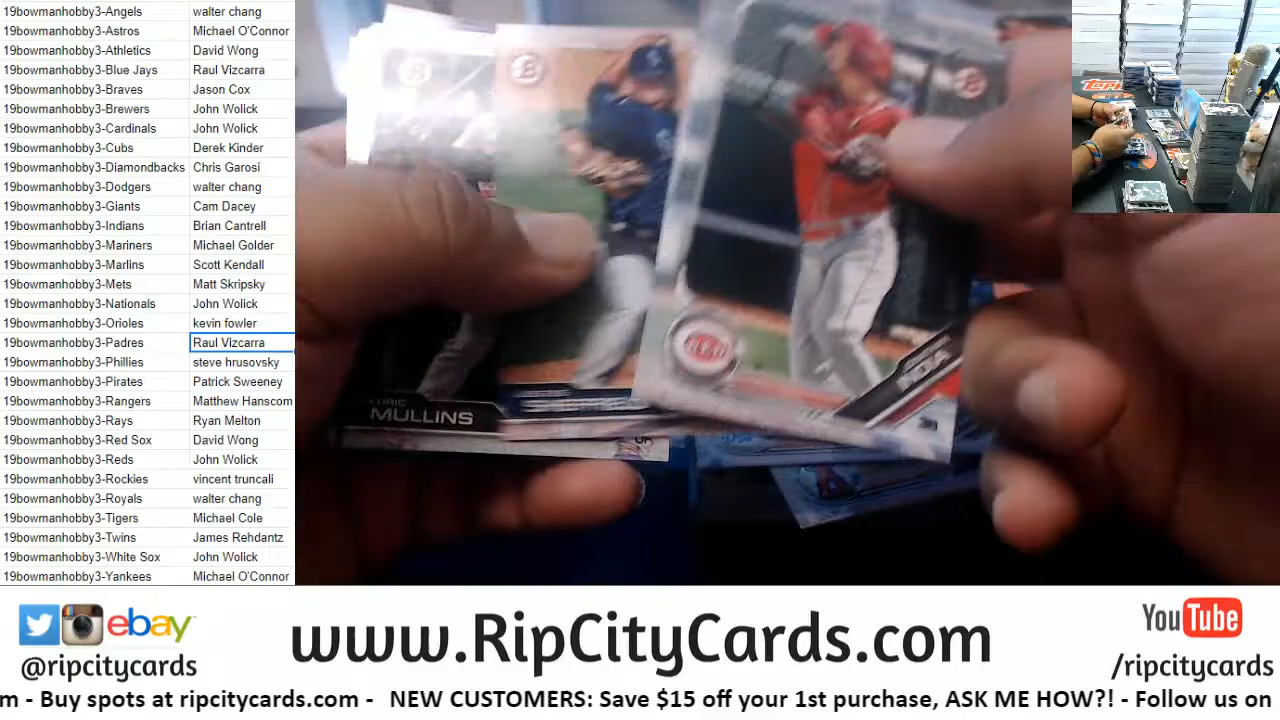 19bowmanhobby3-Angels walter chang
19bowmanhobby3-Astros Michael O'Connor
19bowmanhobby3-Athletics David Wong
19bowmanhobby3-Blue Jays Raul Vizcarra
19bowmanhobby3-Braves Jason Cox
19bowmanhobby3-Brewers John Wolick
19bowmanhobby3-Cardinals John Wolick
19bowmanhobby3-Cubs Derek Kinder
19bowmanhobby3-Diamondbacks Chris Garosi
19bowmanhobby3-Dodgers walter chang
19bowmanhobby3-Giants Cam Dacey
19bowmanhobby3-Indians Brian Cantrell
19bowmanhobby3-Mariners Michael Golder
19bowmanhobby3-Marlins Scott Kendall
19bowmanhobby3-Mets Matt Skripsky
19bowmanhobby3-Nationals John Wolick
19bowmanhobby3-Orioles kevin fowler
19bowmanhobby3-Padres Raul Vizcarra
19bowmanhobby3-Phillies steve hrusovsky
19bowmanhobby3-Pirates Patrick Sweeney
19bowmanhobby3-Rangers Matthew Hanscom
19bowmanhobby3-Rays Ryan Melton
19bowmanhobby3-Red Sox David Wong
19bowmanhobby3-Reds John Wolick
19bowmanhobby3-Rockies vincent truncali
19bowmanhobby3-Royals walter chang
19bowmanhobby3-Tigers Michael Cole
19bowmanhobby3-Twins James Rehdantz
19bowmanhobby3-White Sox John Wolick
19bowmanhobby3-Yankees Michael O'Connor
MULLINS
REDS
Topps
ebay
@ripcitycards
www.RipCityCards.com
YouTube
/ripcitycards
m - Buy spots at ripcitycards.com - NEW CUSTOMERS: Save $15 off your 1st purchase, ASK ME HOW?! - Follow us on